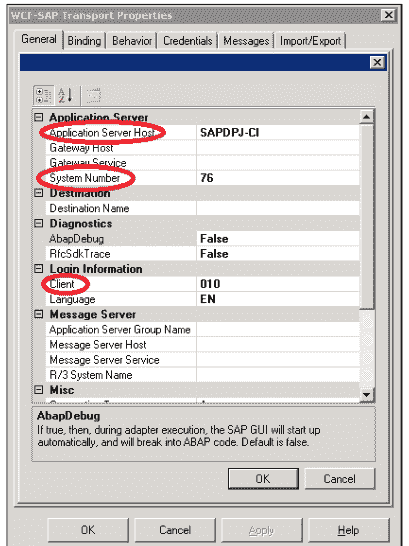 WCF-SAP Transport Properties
General Binding Behavior Credentials Messages Import/Export
Application Server
Application Server Host SAPDPJ-CI
Gateway Host
Gateway Service
System Number 76
Destination
Destination Name
Diagnostics
AbapDebug False
RfcSdkTrace False
Login Information
Client 010
Language EN
Message Server
Application Server Group Name
Message Server Host
Message Server Service
R/3 System Name
Misc
AbapDebug
If true, then, during adapter execution, the SAP GUI will start up
automatically, and will break into ABAP code. Default is false.
OK Cancel
OK Cancel Apply Help